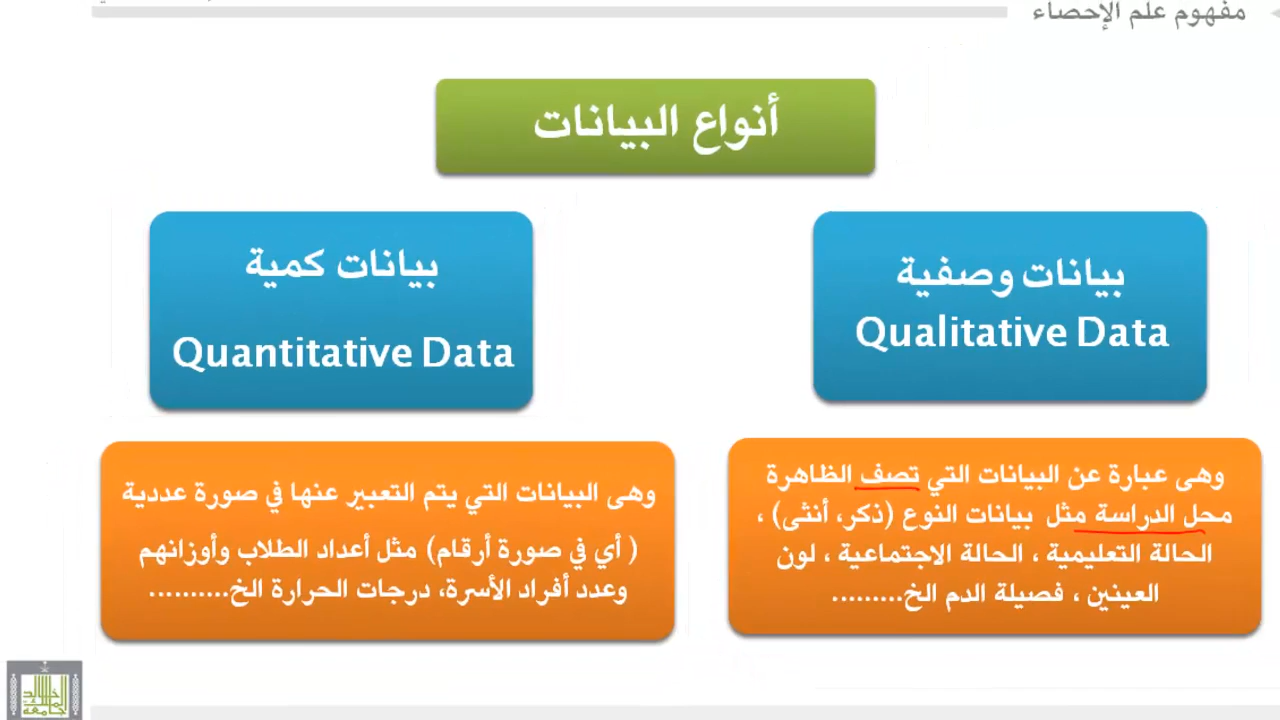 مفهوم علم الإحصاء
أنواع البيانات
بيانات وصفية
Qualitative Data
وهى عبارة عن البيانات التي تصف الظاهرة
محل الدراسة مثل بيانات النوع (ذكر، أنثى) ،
الحالة التعليمية ، الحالة الاجتماعية ، لون
العينين ، فصيلة الدم الخ.........
بيانات كمية
Quantitative Data
وهى البيانات التي يتم التعبير عنها في صورة عددية
( أي في صورة أرقام) مثل أعداد الطلاب وأوزانهم
وعدد أفراد الأسرة، درجات الحرارة الخ..........
جامعة الملك خالد